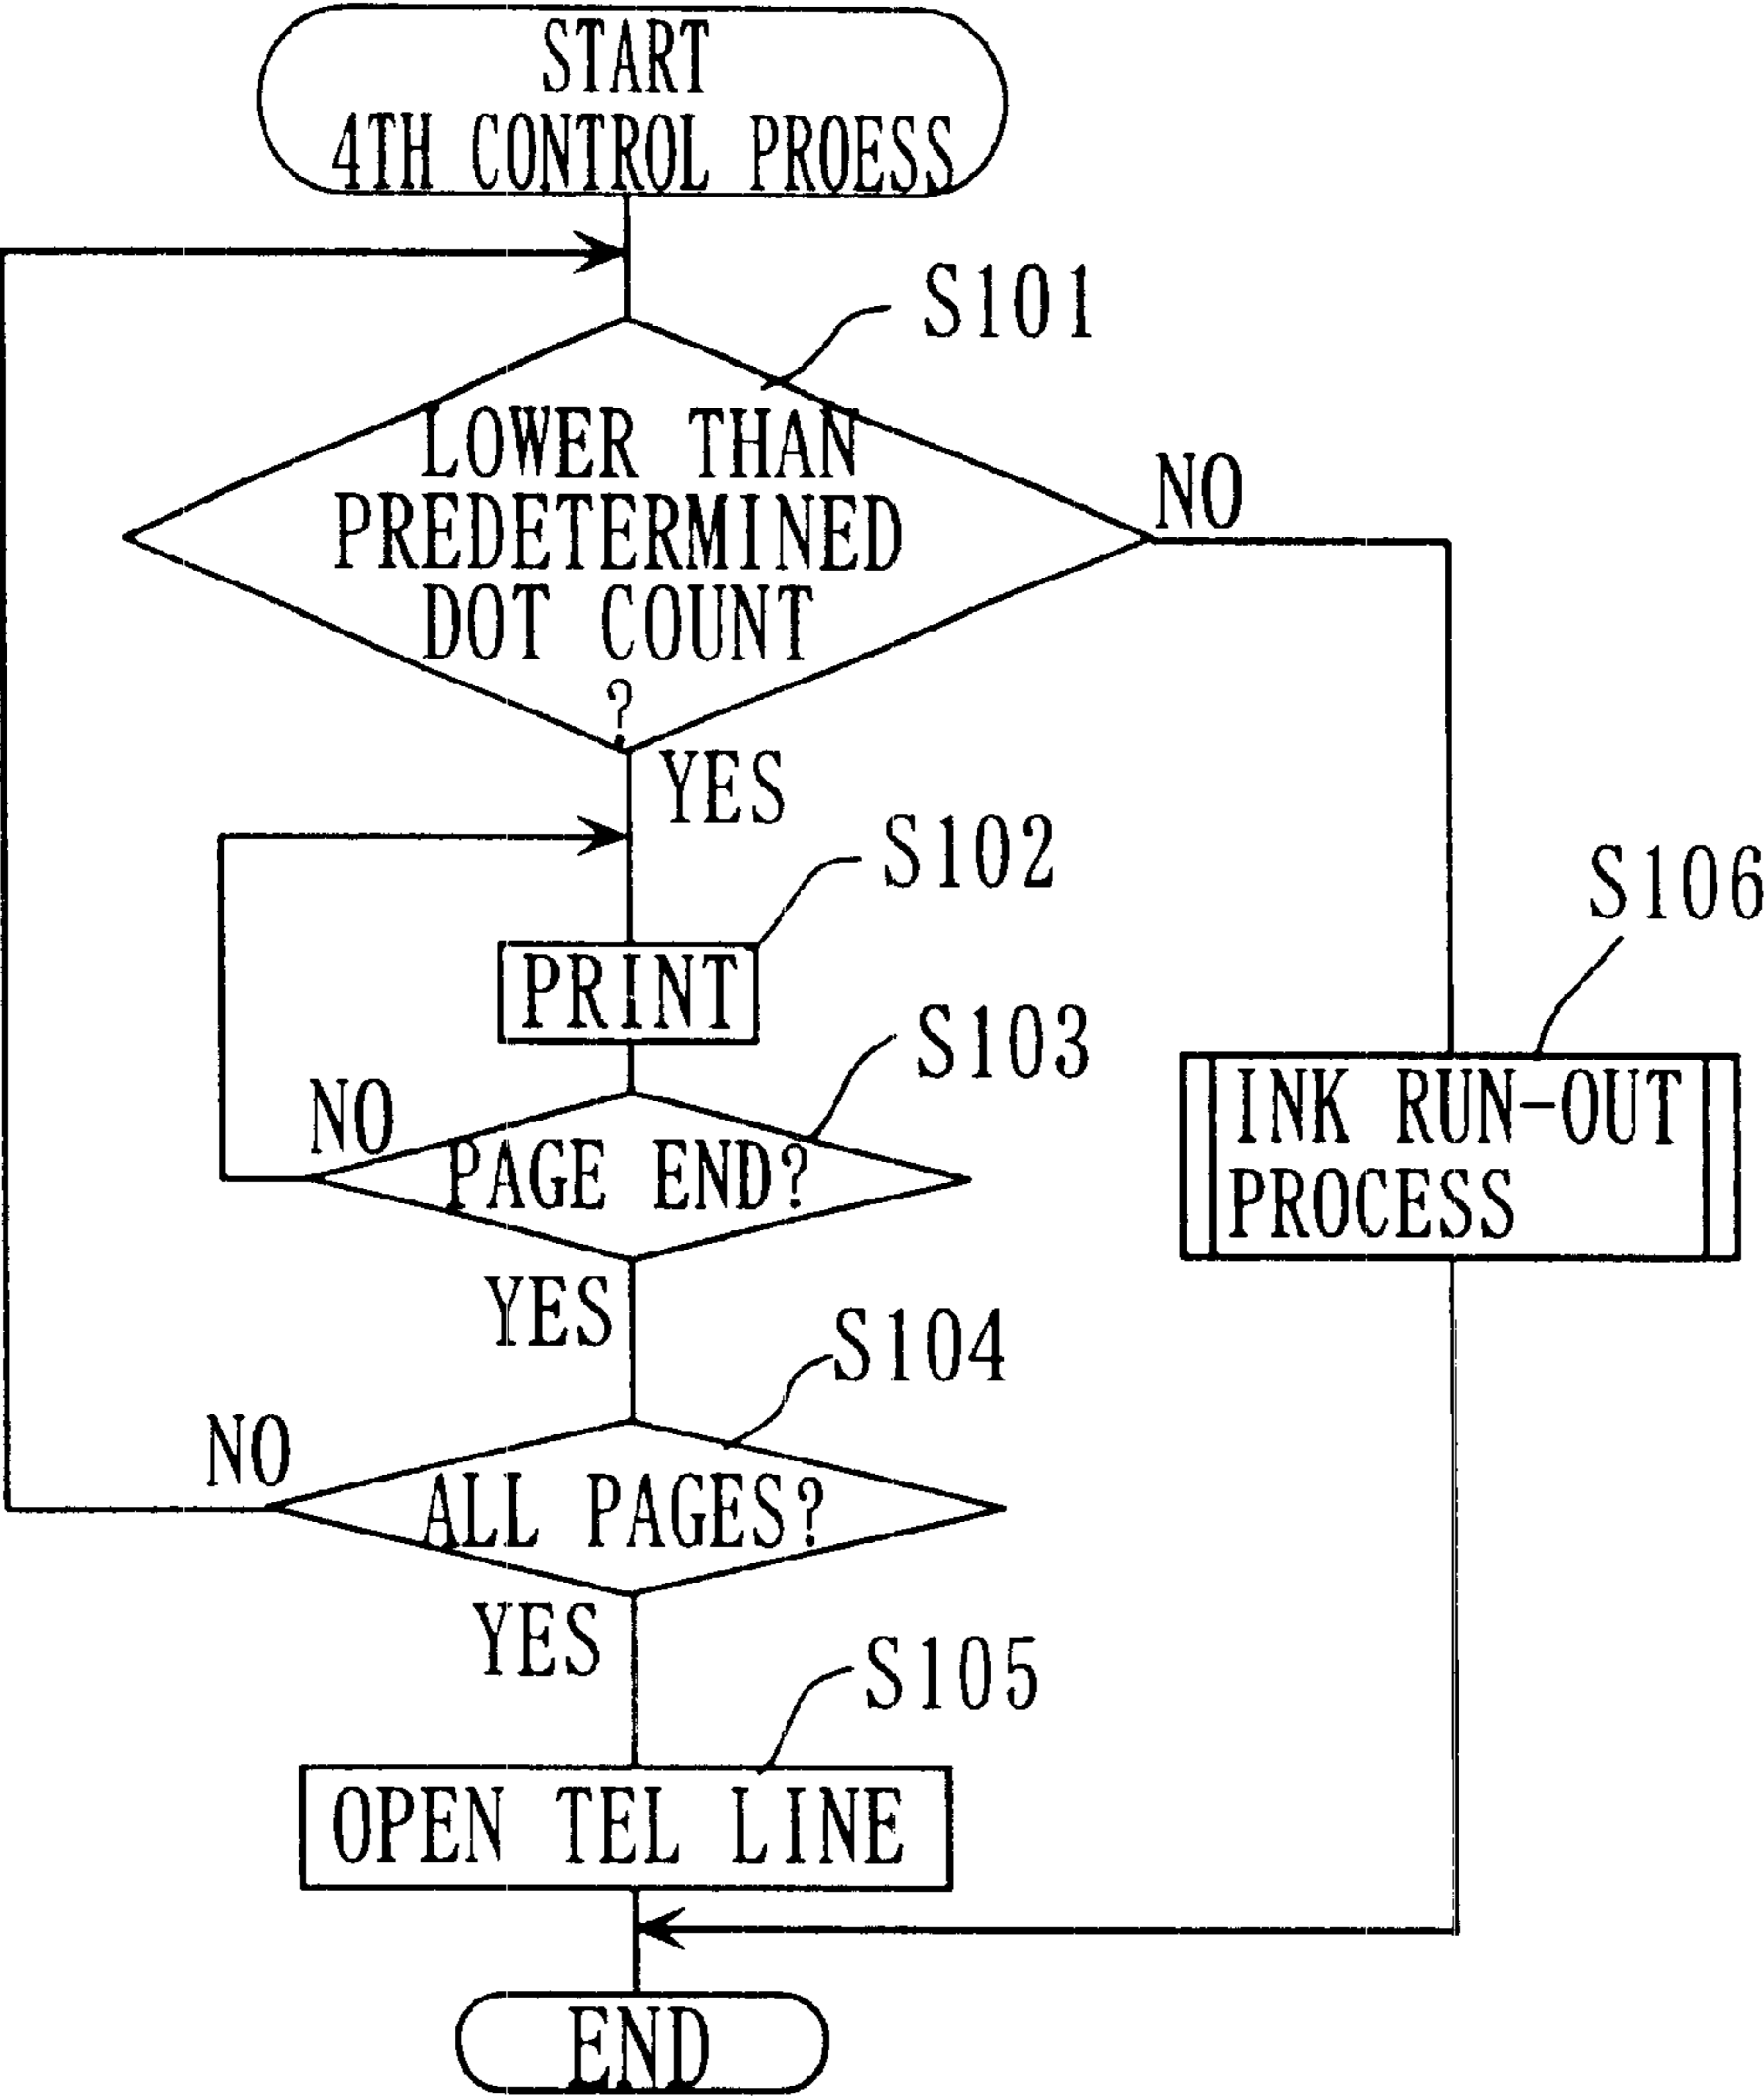 START
4TH CONTROL PROESS
S101
LOWER THAN
PREDETERMINED
DOT COUNT
?
NO
YES
S102
PRINT
S103
NO
PAGE END?
YES
S104
NO
ALL PAGES?
YES
S105
OPEN TEL LINE
S106
INK RUN-OUT
PROCESS
END